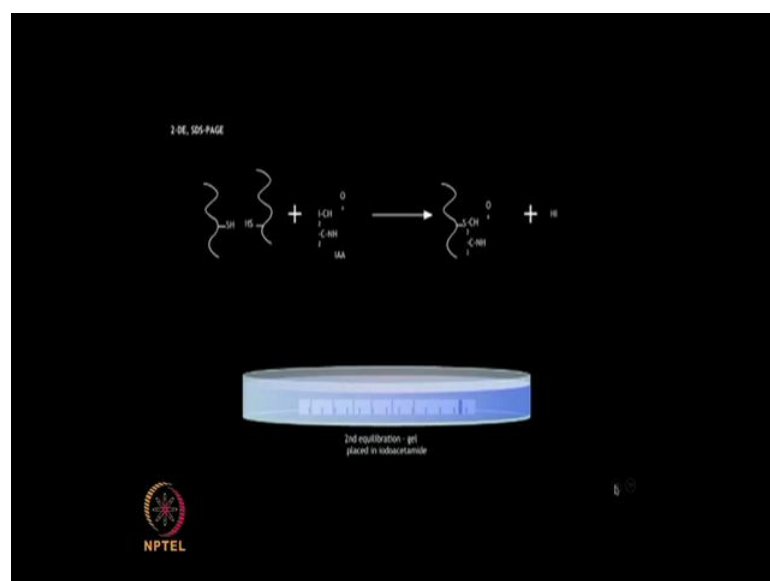 2-DE, SDS-PAGE
SH HS + I-CH O → S-CH O + HI
-C-NH -C-NH
IAA
2nd equilibration - gel
placed in iodoacetamide
NPTEL